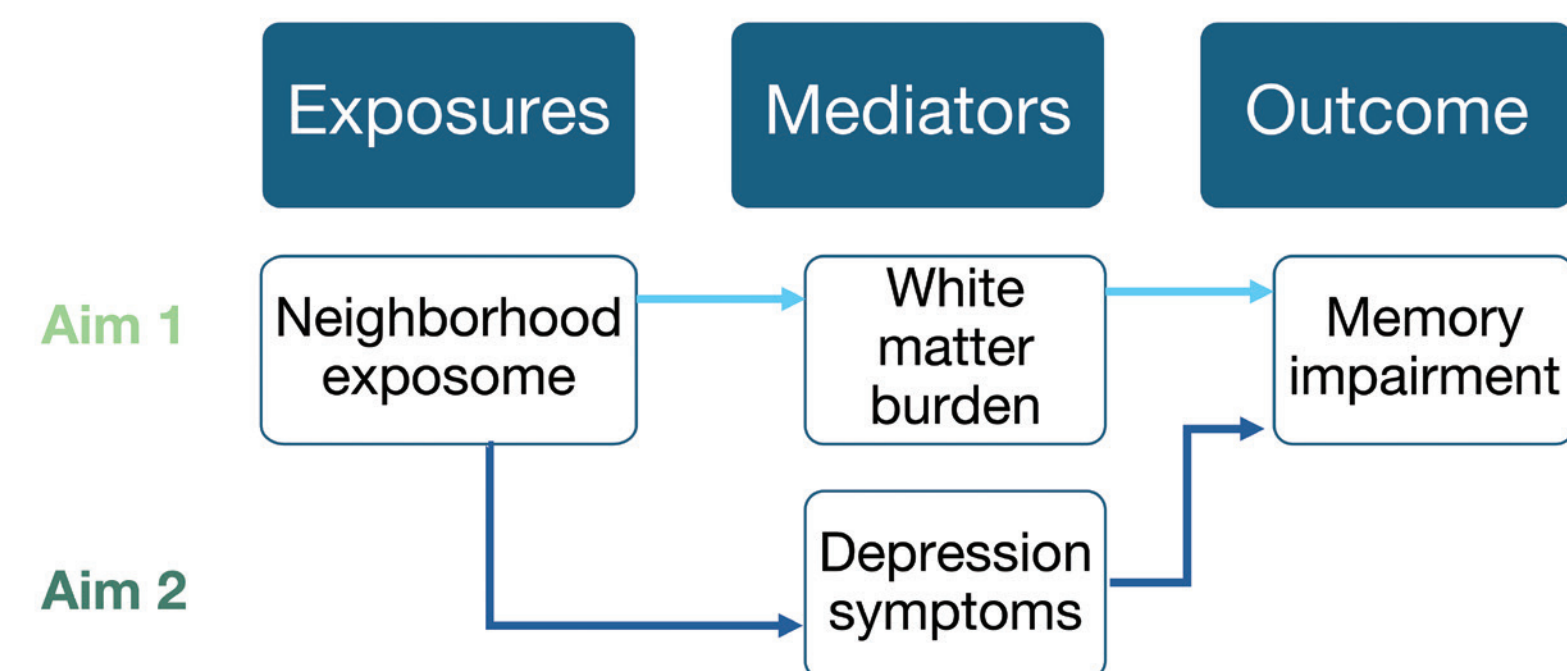 Exposures
Mediators
Outcome
Aim 1
Neighborhood
exposome
White
matter
burden
Memory
impairment
Aim 2
Depression
symptoms